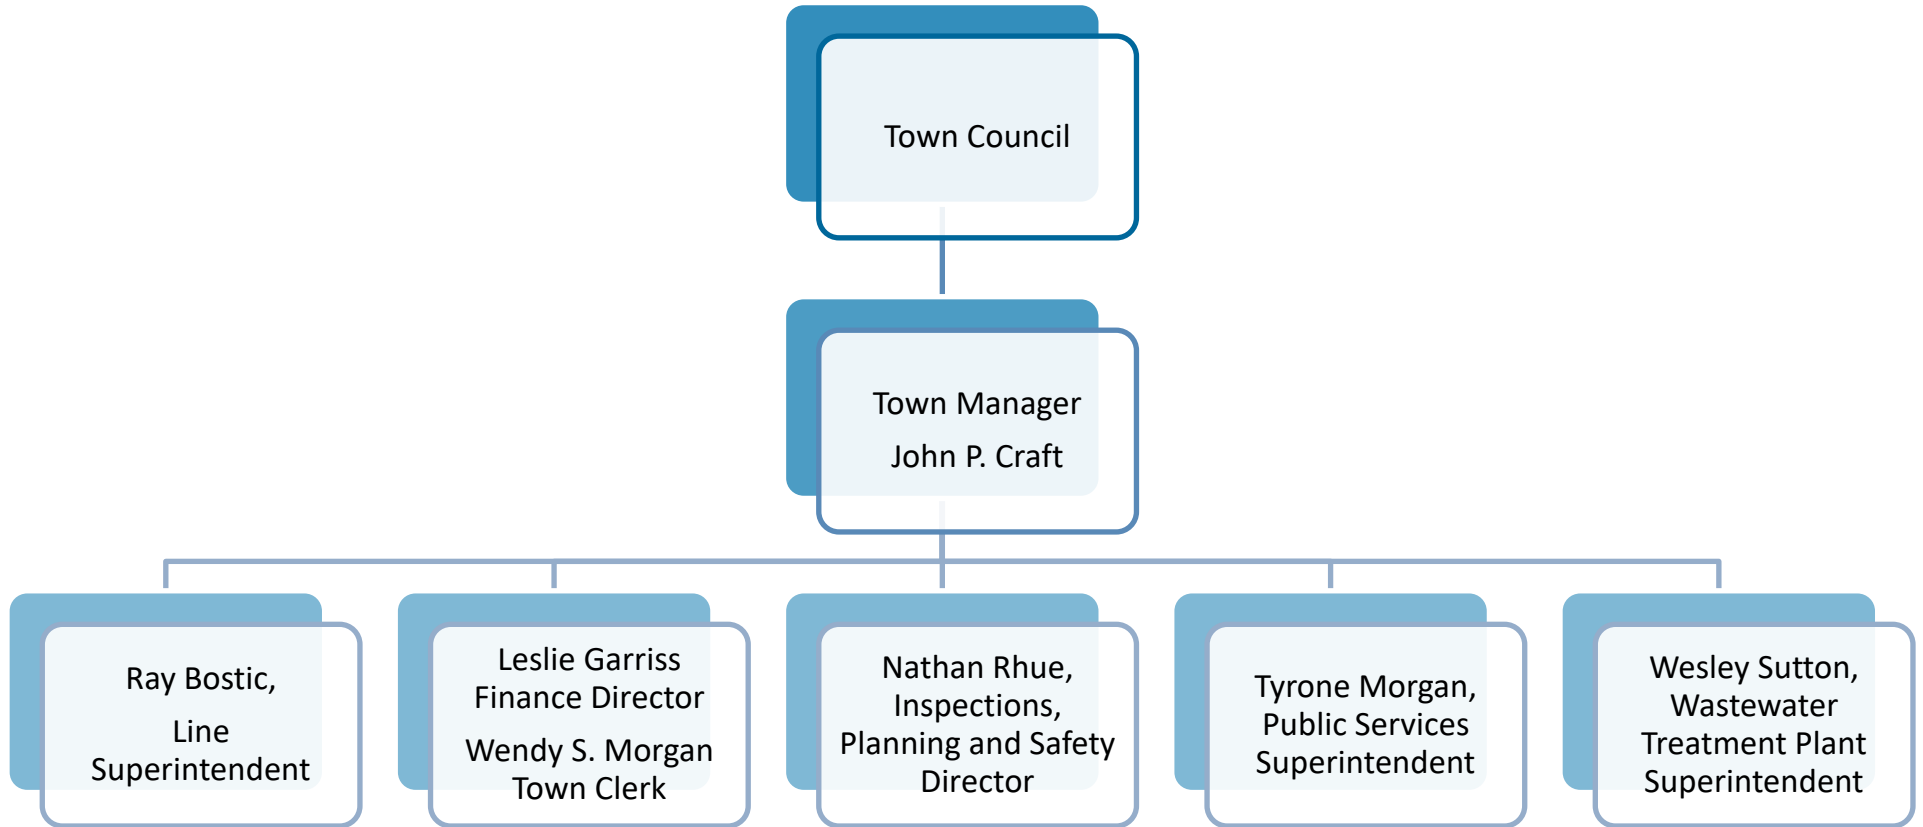 Town Council
Town Manager
John P. Craft
Ray Bostic,
Line
Superintendent
Leslie Garriss
Finance Director
Wendy S. Morgan
Town Clerk
Nathan Rhue,
Inspections,
Planning and Safety
Director
Tyrone Morgan,
Public Services
Superintendent
Wesley Sutton,
Wastewater
Treatment Plant
Superintendent